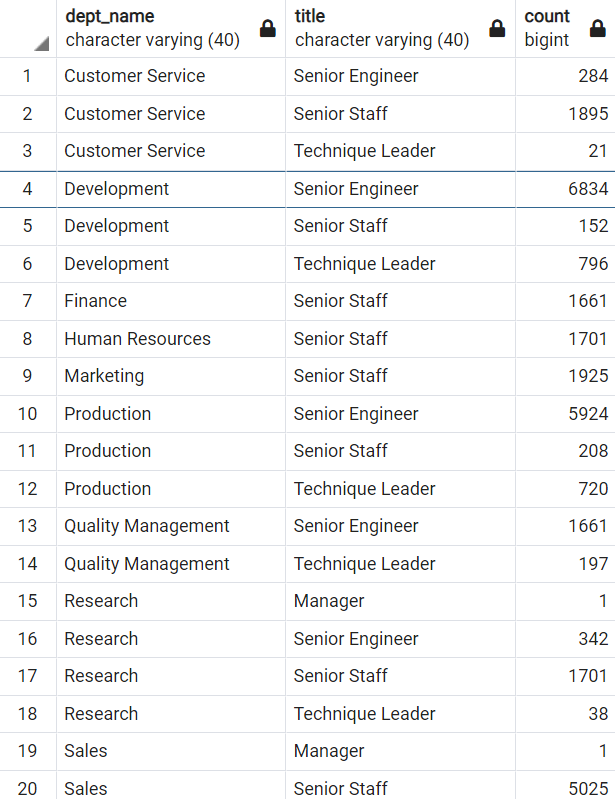 dept_name title count
character varying (40) character varying (40) bigint
1 Customer Service Senior Engineer 284
2 Customer Service Senior Staff 1895
3 Customer Service Technique Leader 21
4 Development Senior Engineer 6834
5 Development Senior Staff 152
6 Development Technique Leader 796
7 Finance Senior Staff 1661
8 Human Resources Senior Staff 1701
9 Marketing Senior Staff 1925
10 Production Senior Engineer 5924
11 Production Senior Staff 208
12 Production Technique Leader 720
13 Quality Management Senior Engineer 1661
14 Quality Management Technique Leader 197
15 Research Manager 1
16 Research Senior Engineer 342
17 Research Senior Staff 1701
18 Research Technique Leader 38
19 Sales Manager 1
20 Sales Senior Staff 5025